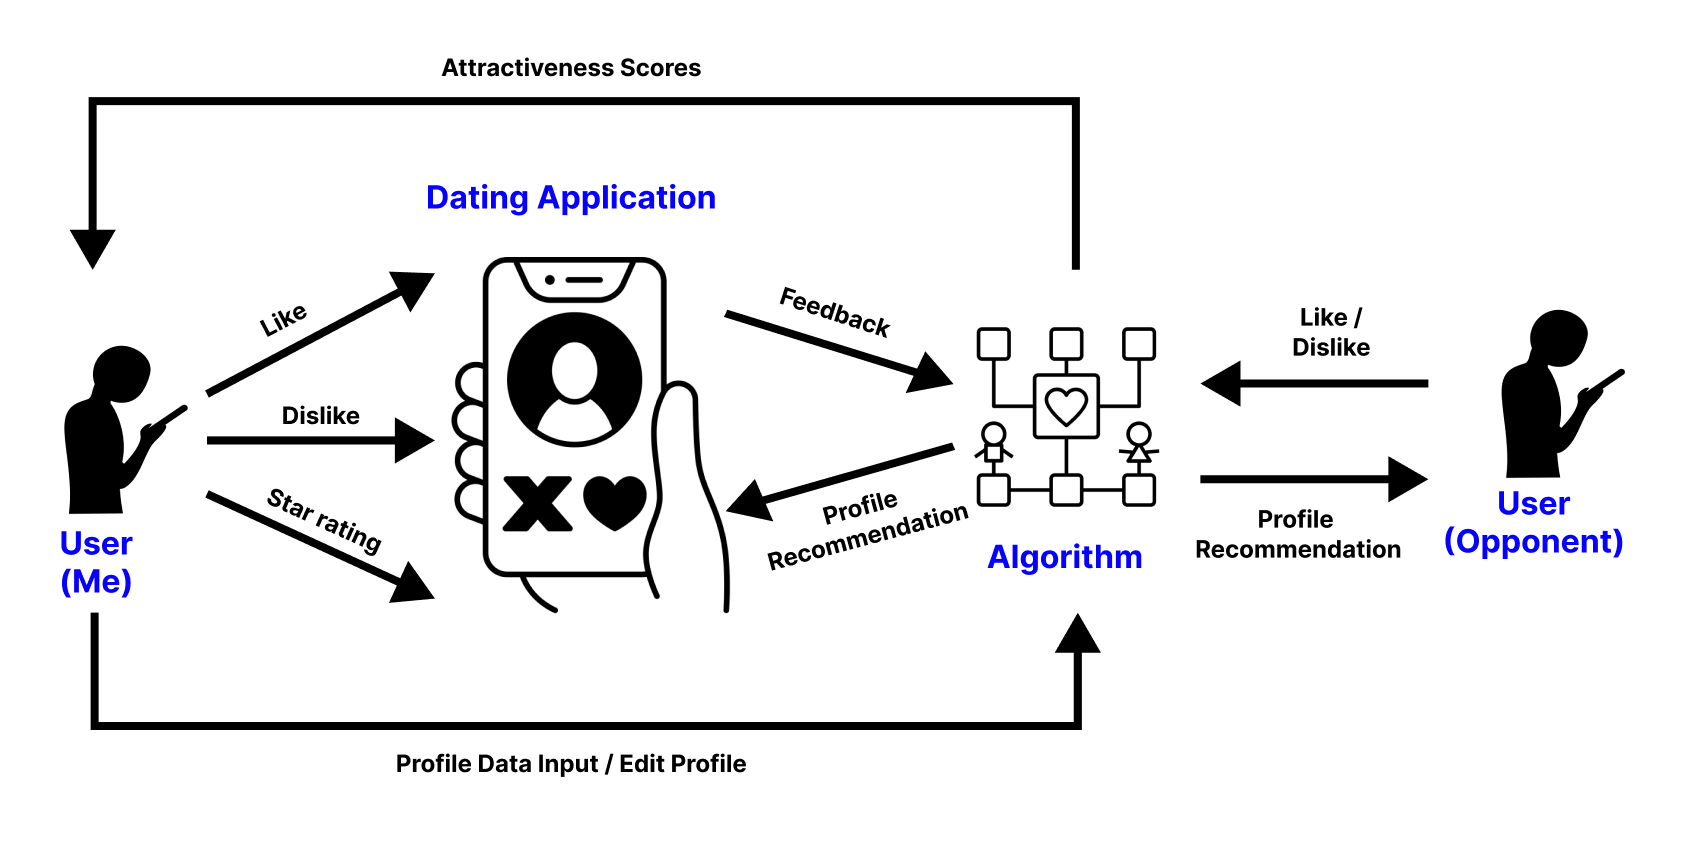 Attractiveness Scores
Dating Application
Like
Dislike
Star rating
User
(Me)
Feedback
Profile
Recommendation
Algorithm
Like /
Dislike
Profile
Recommendation
User
(Opponent)
Profile Data Input / Edit Profile